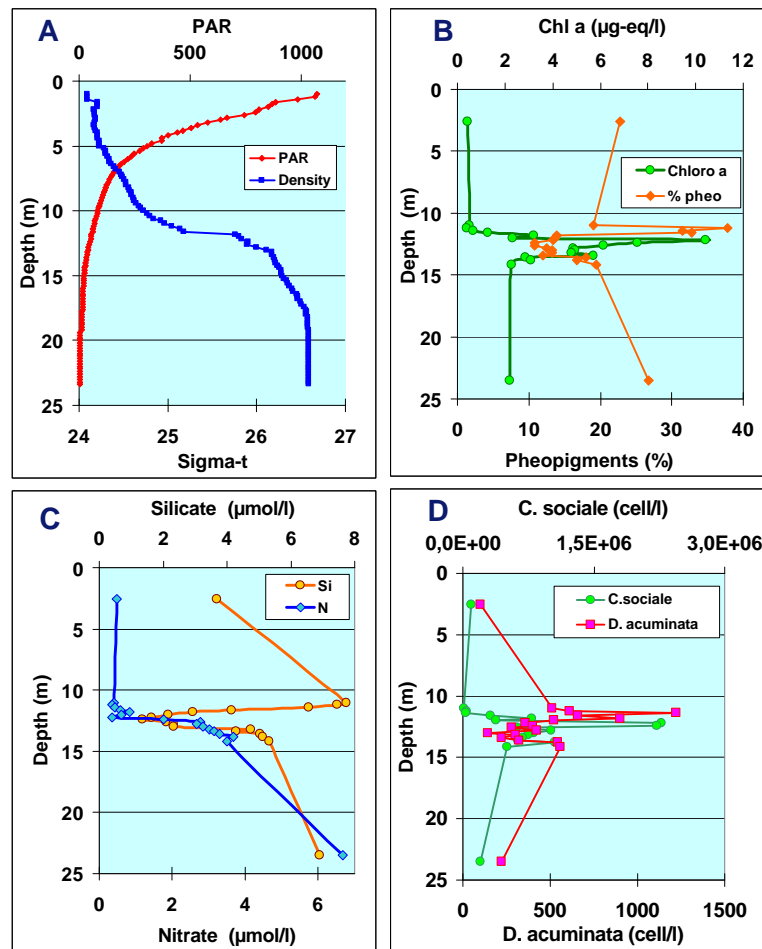 A
PAR
0 500 1000
0
5
10
15
20
25
Depth (m)
PAR
Density
24 25 26 27
Sigma-t
B
Chl a (µg-eq/l)
0 2 4 6 8 10 12
0
5
10
15
20
25
Depth (m)
Chloro a
% pheo
0 10 20 30 40
Pheopigments (%)
C
Silicate (µmol/l)
0 2 4 6 8
0
5
10
15
20
25
Depth (m)
Si
N
0 2 4 6
Nitrate (µmol/l)
D
C. sociale (cell/l)
0,0E+00 1,5E+06 3,0E+06
0
5
10
15
20
25
Depth (m)
C.sociale
D. acuminata
0 500 1000 1500
D. acuminata (cell/l)